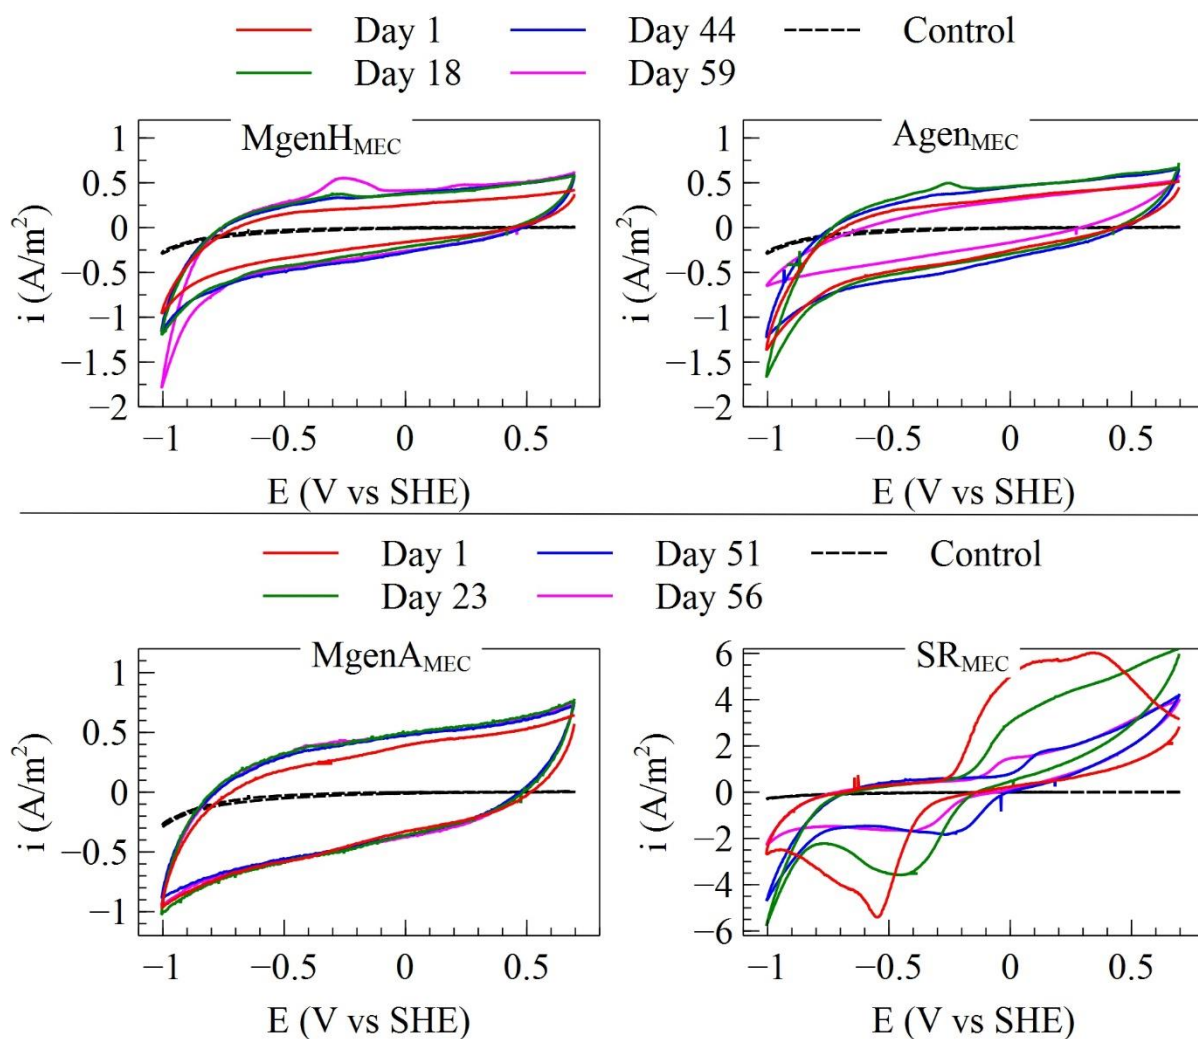 Day 1 Day 44 Control
Day 18 Day 59
MgenH_MEC
1
0.5
0
−0.5
−1
−1.5
−2
i (A/m²)
−1 −0.5 0 0.5
E (V vs SHE)
Agen_MEC
1
0.5
0
−0.5
−1
−1.5
−2
i (A/m²)
−1 −0.5 0 0.5
E (V vs SHE)
Day 1 Day 51 Control
Day 23 Day 56
MgenA_MEC
1
0.5
0
−0.5
−1
i (A/m²)
−1 −0.5 0 0.5
E (V vs SHE)
SR_MEC
6
4
2
0
−2
−4
−6
i (A/m²)
−1 −0.5 0 0.5
E (V vs SHE)